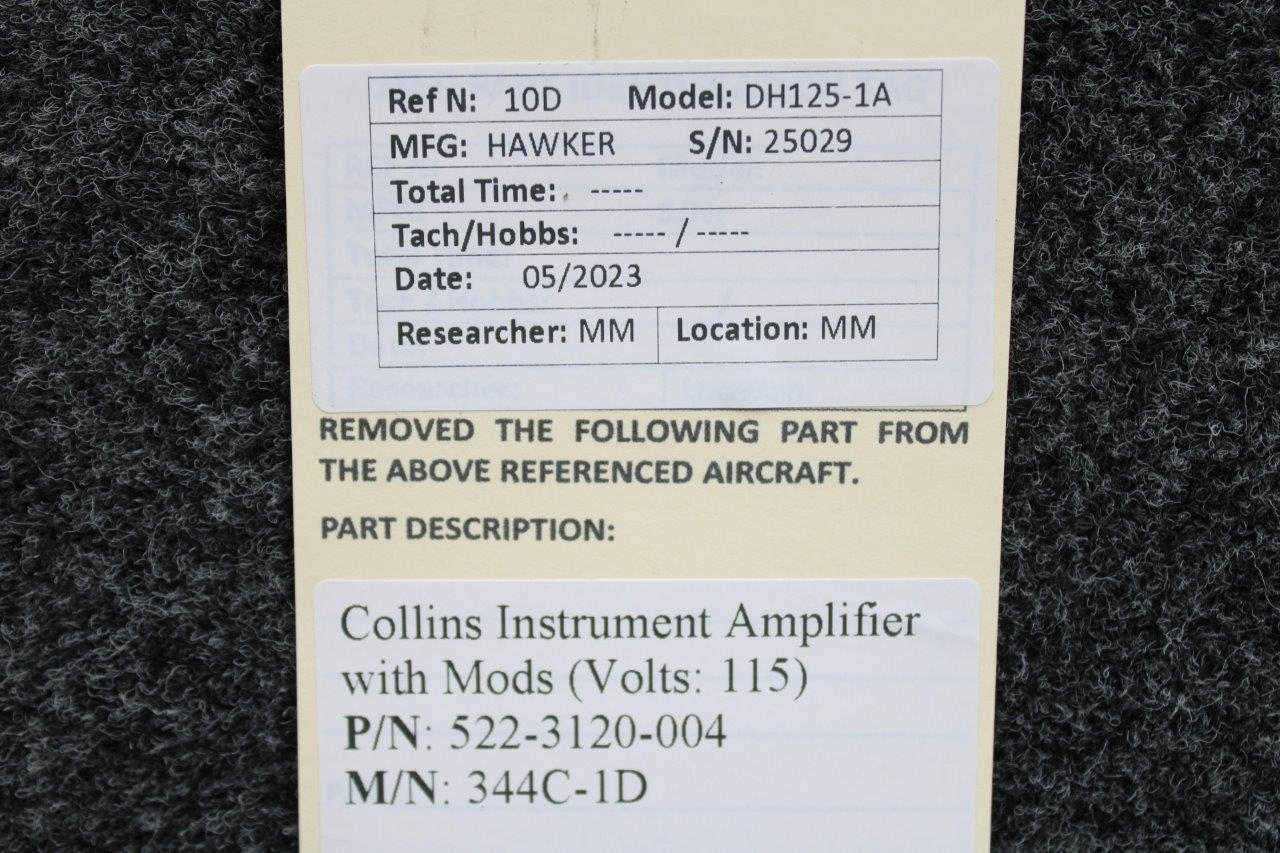 Ref N: 10D Model: DH125-1A
MFG: HAWKER S/N: 25029
Total Time: -----
Tach/Hobbs: ----- / -----
Date: 05/2023
Researcher: MM Location: MM
REMOVED THE FOLLOWING PART FROM
THE ABOVE REFERENCED AIRCRAFT.
PART DESCRIPTION:
Collins Instrument Amplifier
with Mods (Volts: 115)
P/N: 522-3120-004
M/N: 344C-1D